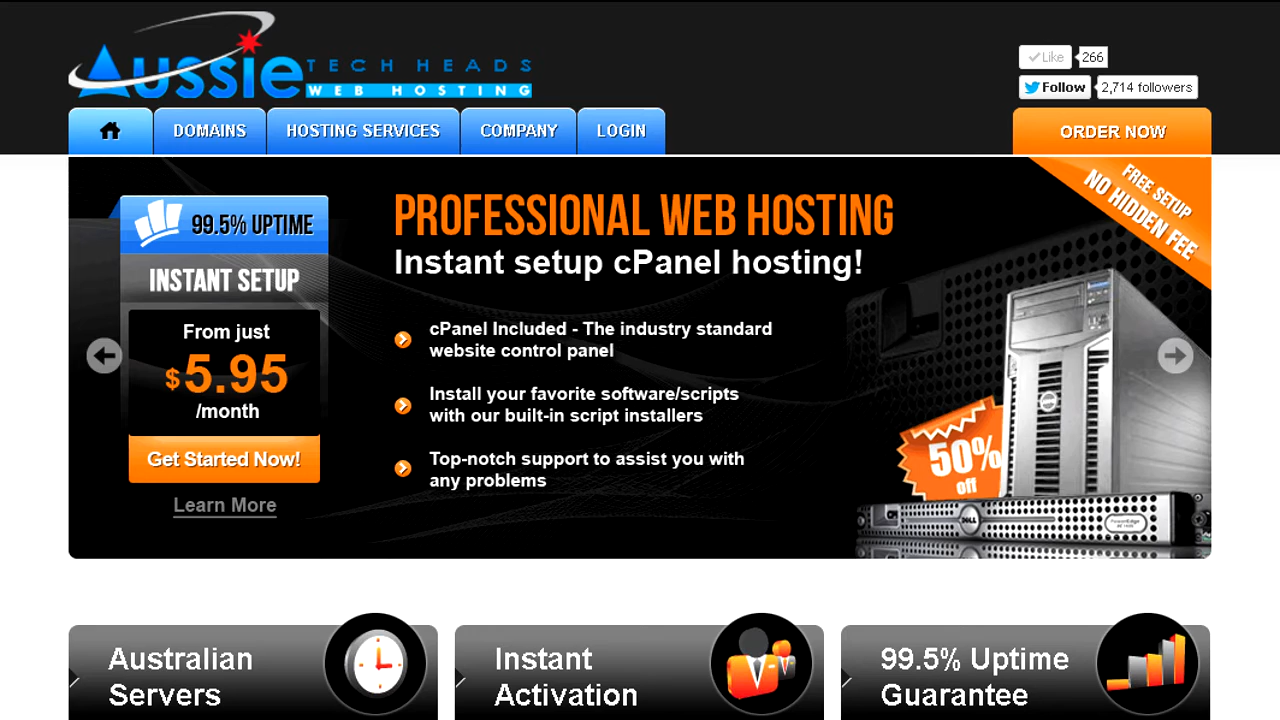 Aussie
TECH HEADS
WEB HOSTING
Like 266
Follow 2,714 followers
DOMAINS HOSTING SERVICES COMPANY LOGIN ORDER NOW
FREE SETUP
NO HIDDEN FEE
99.5% UPTIME
INSTANT SETUP
From just
$5.95
/month
Get Started Now!
Learn More
PROFESSIONAL WEB HOSTING
Instant setup cPanel hosting!
cPanel Included - The industry standard
website control panel
Install your favorite software/scripts
with our built-in script installers
Top-notch support to assist you with
any problems
50%
off
DELL
PowerEdge
Australian
Servers
Instant
Activation
99.5% Uptime
Guarantee